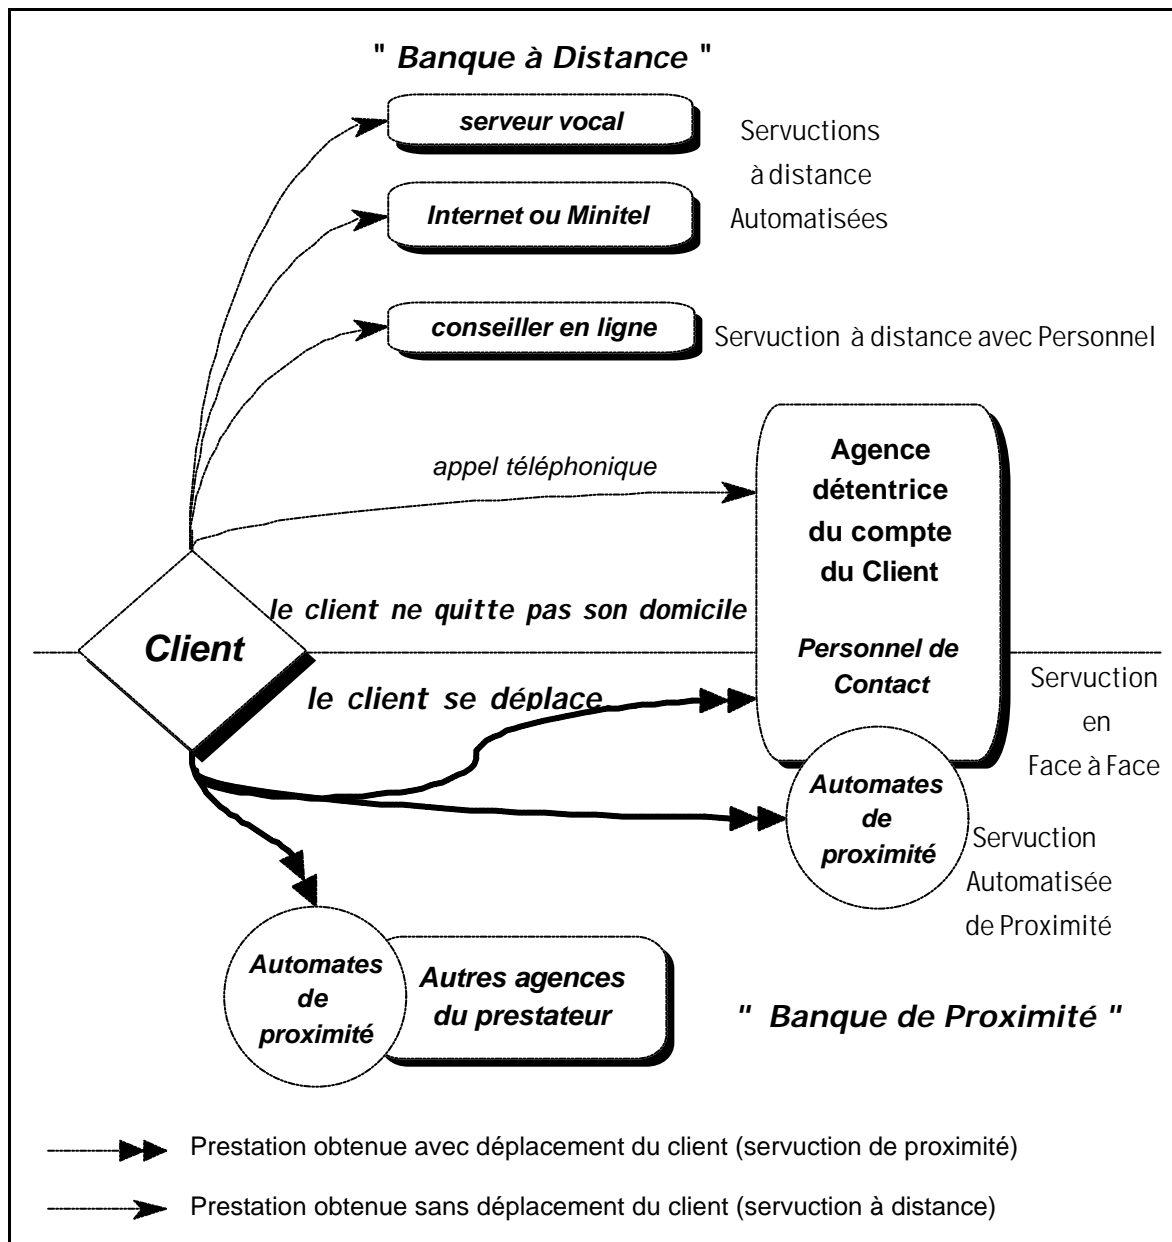 " Banque à Distance "
serveur vocal
Servuctions
à distance
Automatisées
Internet ou Minitel
conseiller en ligne
Servuction à distance avec Personnel
appel téléphonique
Agence
détentrice
du compte
du Client
Personnel de
Contact
le client ne quitte pas son domicile
Client
le client se déplace
Servuction
en
Face à Face
Automates
de
proximité
Servuction
Automatisée
de Proximité
Automates
de
proximité
Autres agences
du prestateur
" Banque de Proximité "
Prestation obtenue avec déplacement du client (servuction de proximité)
Prestation obtenue sans déplacement du client (servuction à distance)